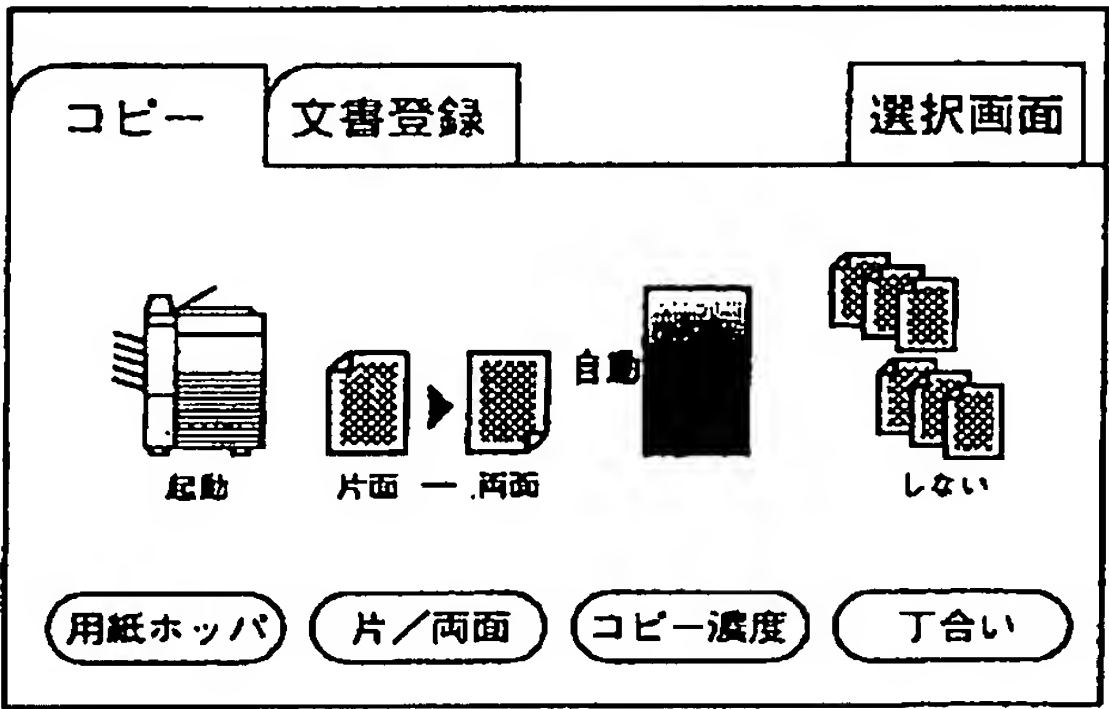 コピー 文書登録 選択画面
自動
起動 片面 — 両面 しない
用紙ホッパ 片／両面 コピー濃度 丁合い